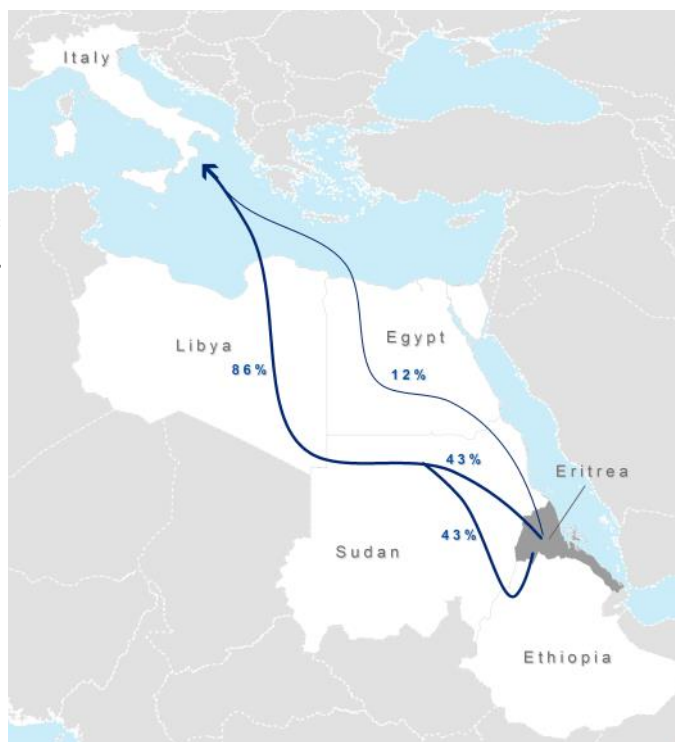 Italy
Libya
Egypt
86%
12%
43%
Eritrea
43%
Sudan
Ethiopia